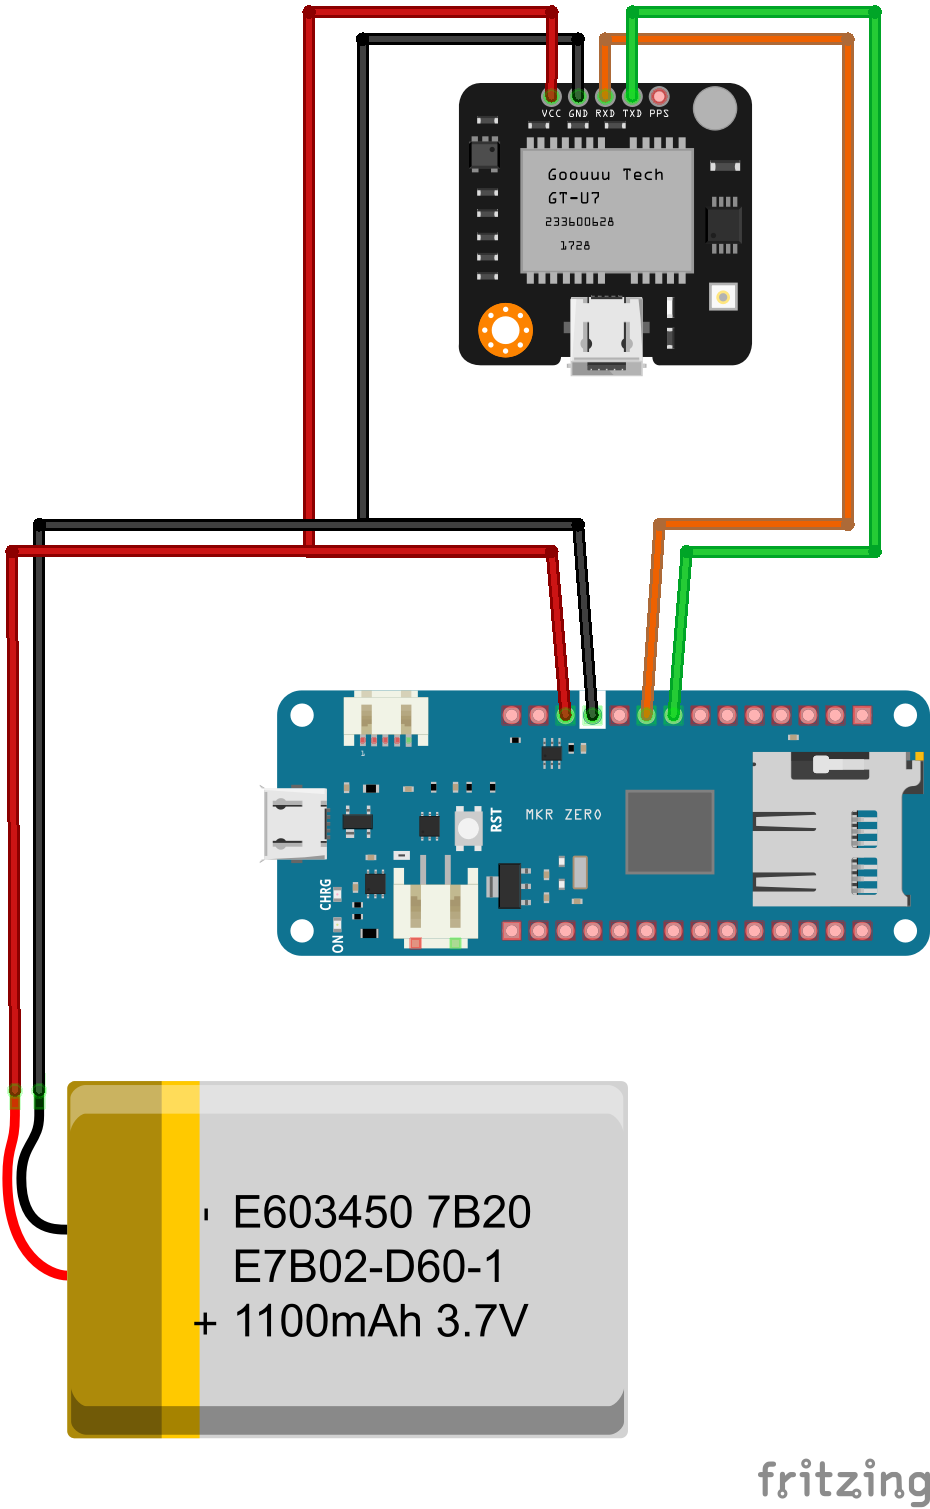 VCC GND RXD TXD PPS
Goouuu Tech
GT-U7
233600628
1728
1
MKR ZERO
RST
CHRG
ON
- E603450 7B20
E7B02-D60-1
+ 1100mAh 3.7V
fritzing